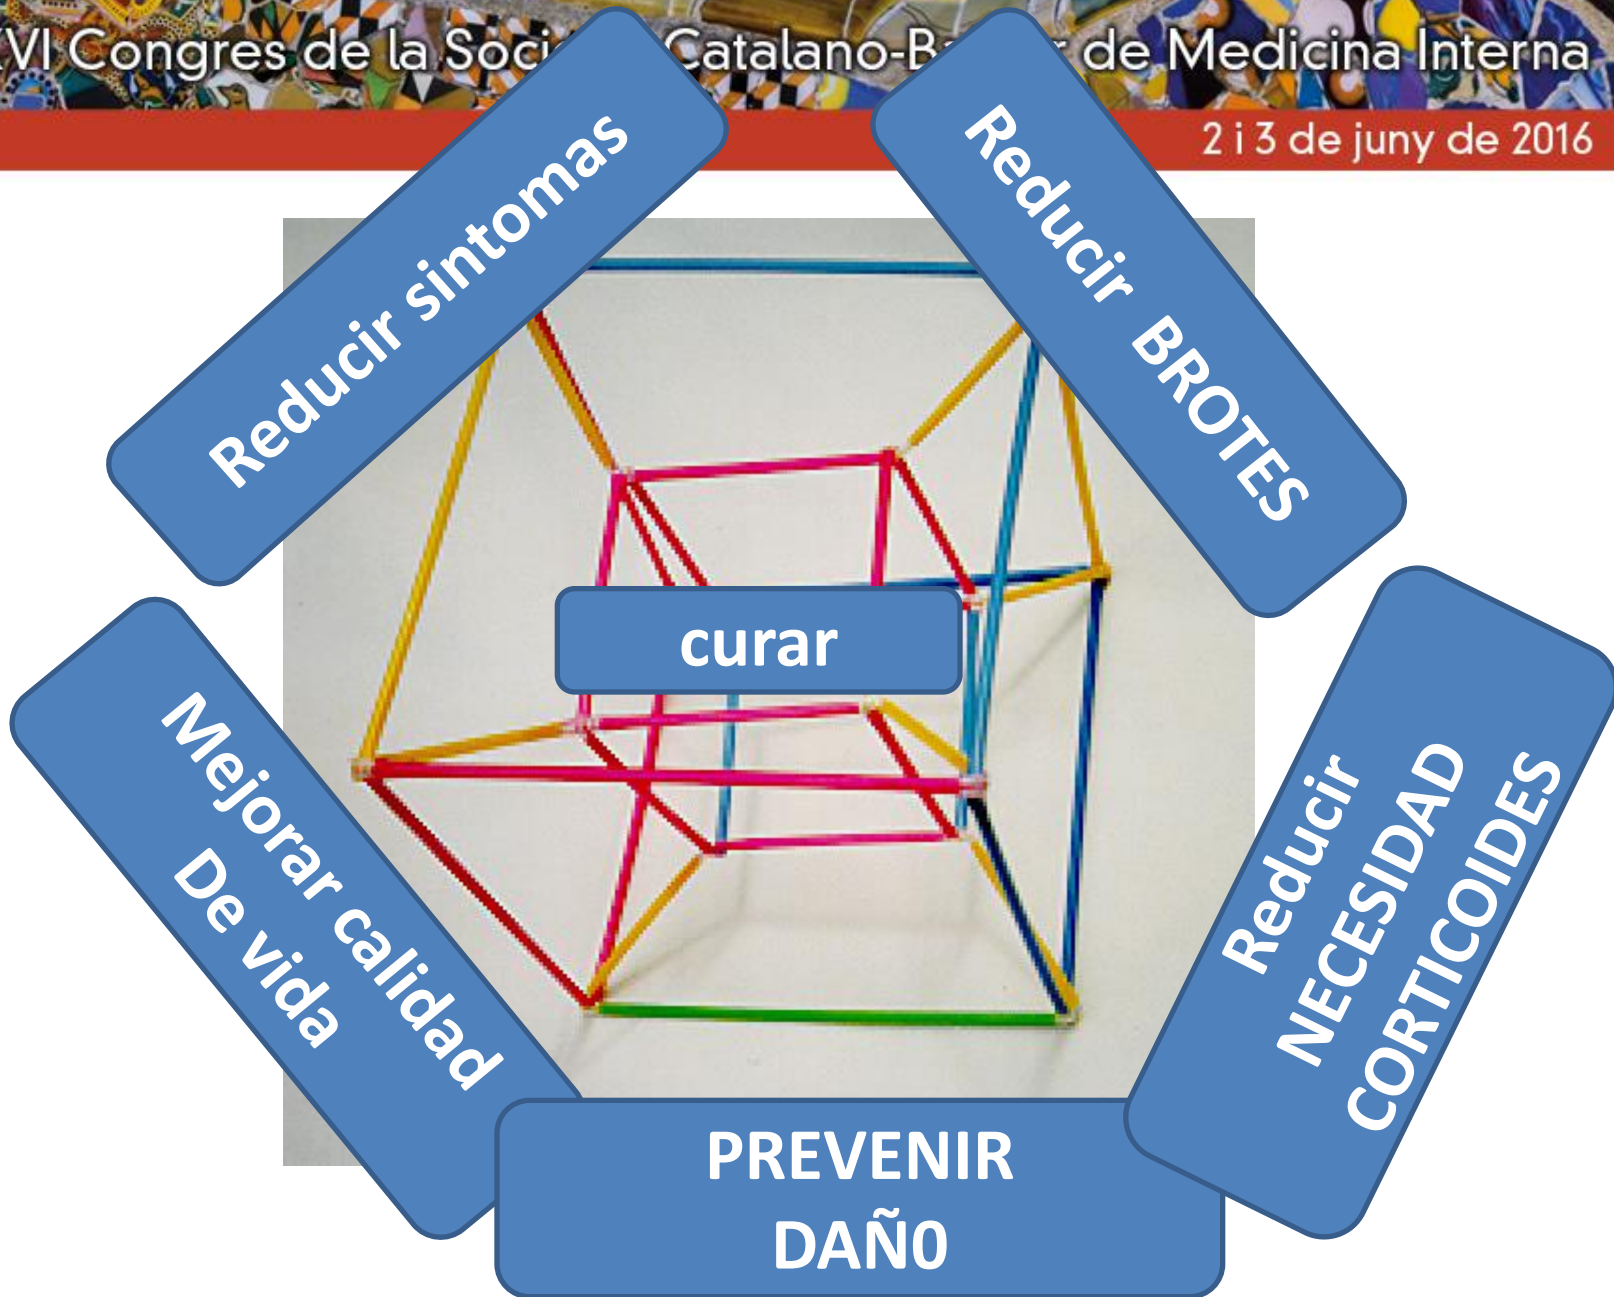 VI Congres de la Soci Catalano-B de Medicina Interna
2 i 3 de juny de 2016
Reducir sintomas
Reducir BROTES
curar
Mejorar calidad
De vida
Reducir
NECESIDAD
CORTICOIDES
PREVENIR
DAÑ0